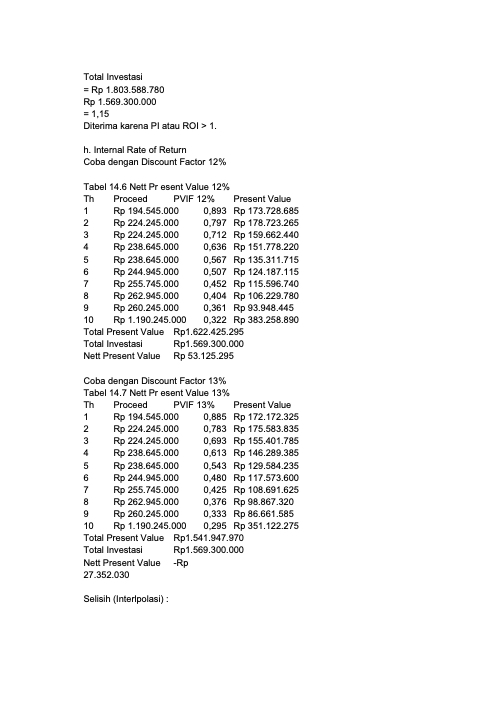 Total Investasi
= Rp 1.803.588.780
Rp 1.569.300.000
= 1,15
Diterima karena PI atau ROI > 1.
h. Internal Rate of Return
Coba dengan Discount Factor 12%
Tabel 14.6 Nett Pr esent Value 12%
Th Proceed PVIF 12% Present Value
1 Rp 194.545.000 0,893 Rp 173.728.685
2 Rp 224.245.000 0,797 Rp 178.723.265
3 Rp 224.245.000 0,712 Rp 159.662.440
4 Rp 238.645.000 0,636 Rp 151.778.220
5 Rp 238.645.000 0,567 Rp 135.311.715
6 Rp 244.945.000 0,507 Rp 124.187.115
7 Rp 255.745.000 0,452 Rp 115.596.740
8 Rp 262.945.000 0,404 Rp 106.229.780
9 Rp 260.245.000 0,361 Rp 93.948.445
10 Rp 1.190.245.000 0,322 Rp 383.258.890
Total Present Value Rp1.622.425.295
Total Investasi Rp1.569.300.000
Nett Present Value Rp 53.125.295
Coba dengan Discount Factor 13%
Tabel 14.7 Nett Pr esent Value 13%
Th Proceed PVIF 13% Present Value
1 Rp 194.545.000 0,885 Rp 172.172.325
2 Rp 224.245.000 0,783 Rp 175.583.835
3 Rp 224.245.000 0,693 Rp 155.401.785
4 Rp 238.645.000 0,613 Rp 146.289.385
5 Rp 238.645.000 0,543 Rp 129.584.235
6 Rp 244.945.000 0,480 Rp 117.573.600
7 Rp 255.745.000 0,425 Rp 108.691.625
8 Rp 262.945.000 0,376 Rp 98.867.320
9 Rp 260.245.000 0,333 Rp 86.661.585
10 Rp 1.190.245.000 0,295 Rp 351.122.275
Total Present Value Rp1.541.947.970
Total Investasi Rp1.569.300.000
Nett Present Value -Rp
27.352.030
Selisih (Interlpolasi) :